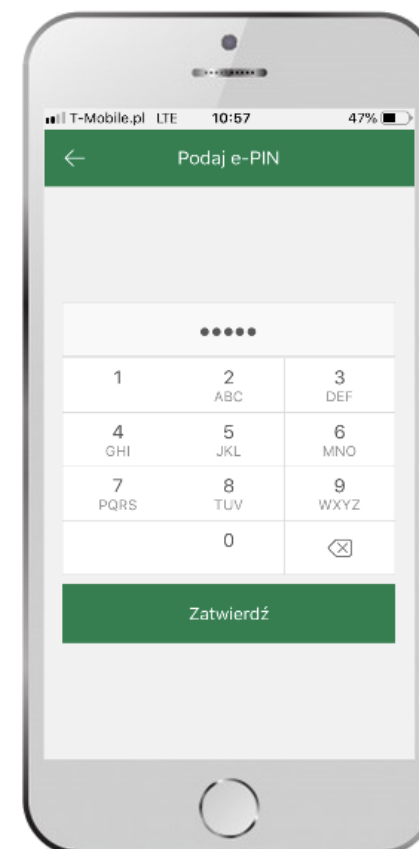 T-Mobile.pl LTE 10:57 47%
Podaj e-PIN
•••••
1 2 3
ABC DEF
4 5 6
GHI JKL MNO
7 8 9
PQRS TUV WXYZ
0
Zatwierdź